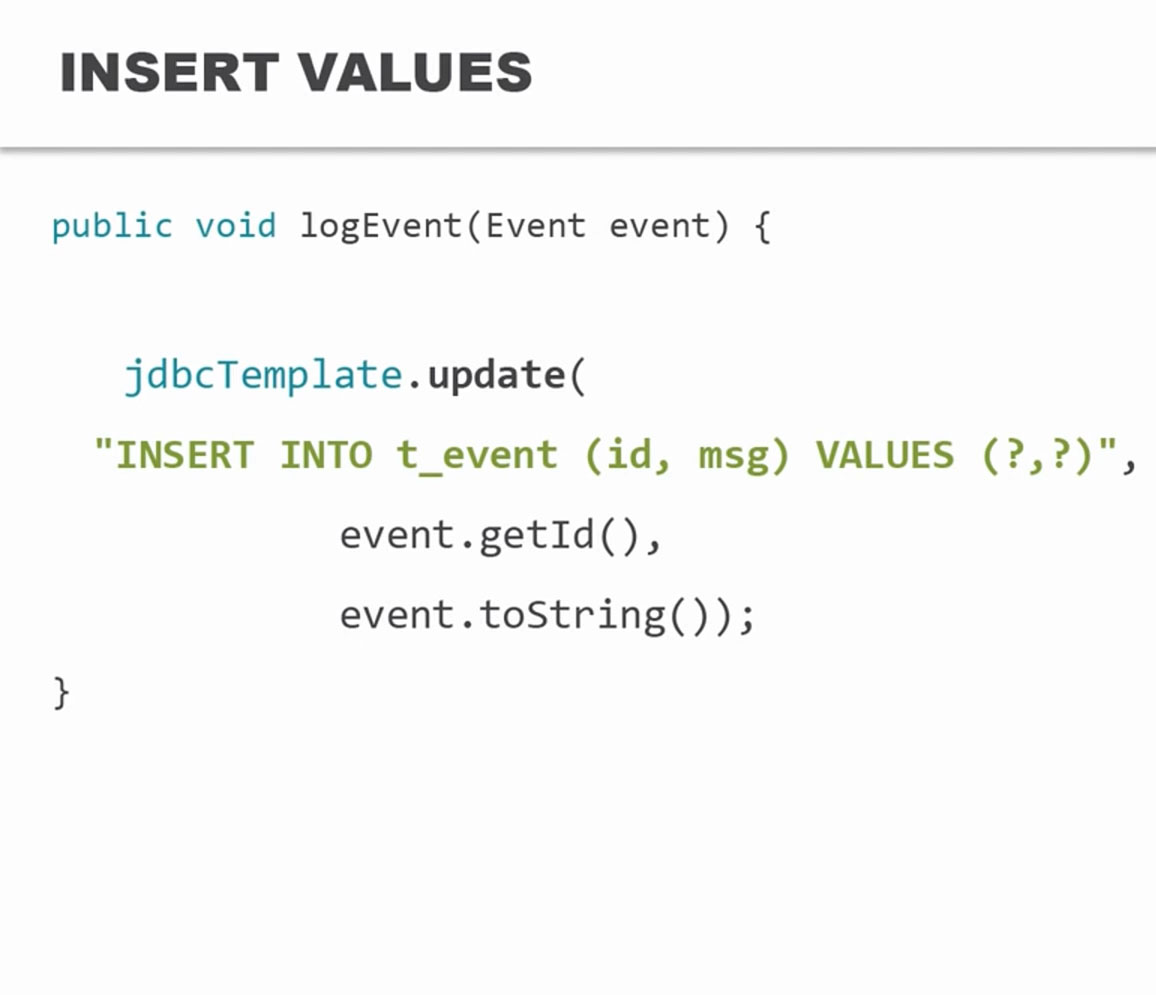 INSERT VALUES
public void logEvent(Event event) {
jdbcTemplate.update(
"INSERT INTO t_event (id, msg) VALUES (?,?)",
event.getId(),
event.toString());
}